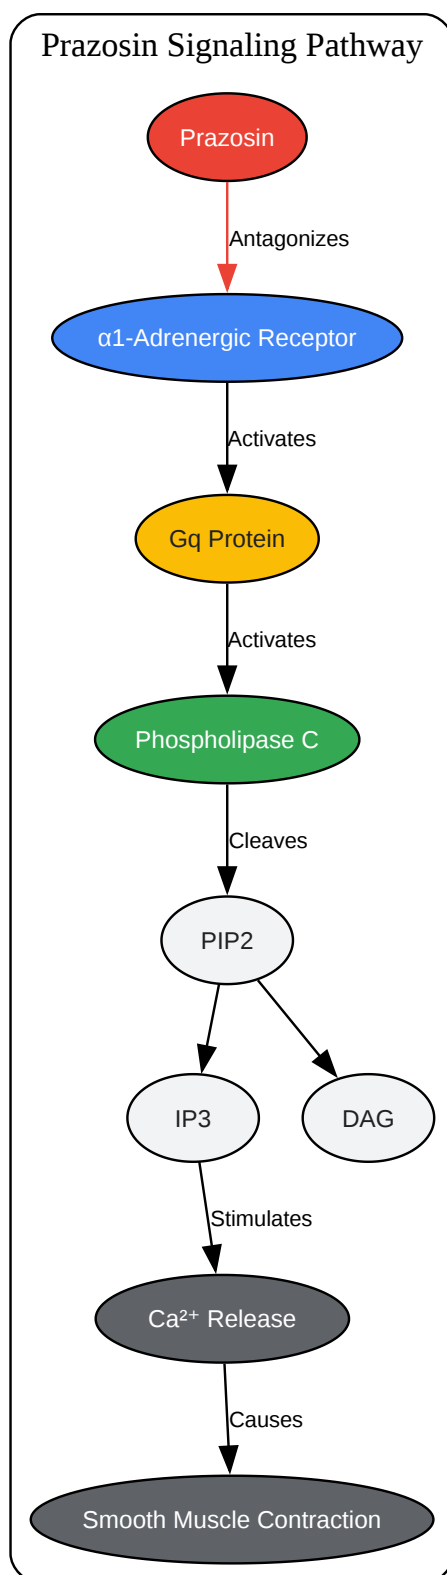 Prazosin Signaling Pathway
Prazosin
Antagonizes
α1-Adrenergic Receptor
Activates
Gq Protein
Activates
Phospholipase C
Cleaves
PIP2
IP3
DAG
Stimulates
Ca²⁺ Release
Causes
Smooth Muscle Contraction